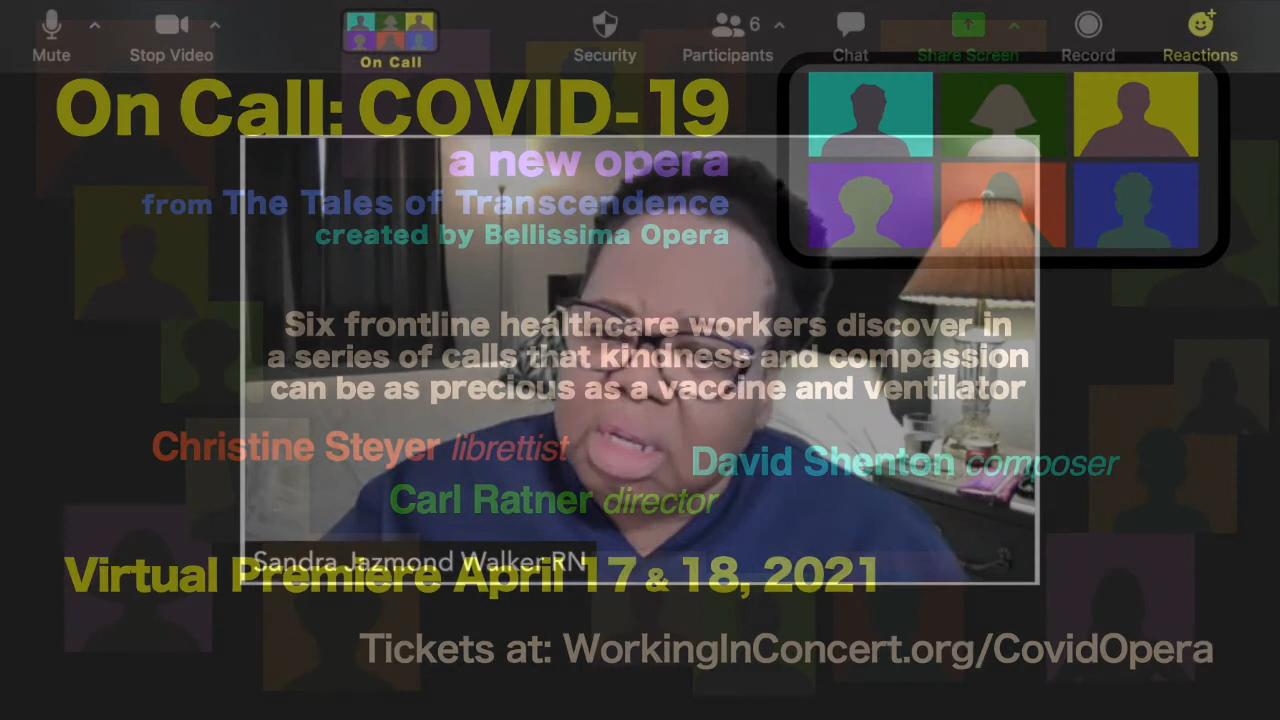 Mute
Stop Video
On Call
Security
6
Participants
Chat
Share Screen
Record
Reactions
On Call: COVID-19
a new opera
from The Tales of Transcendence
created by Bellissima Opera
Six frontline healthcare workers discover in
a series of calls that kindness and compassion
can be as precious as a vaccine and ventilator
Christine Steyer librettist
David Shenton composer
Carl Ratner director
Sandra Jazmond Walker RN
Virtual Premiere April 17 & 18, 2021
Tickets at: WorkingInConcert.org/CovidOpera